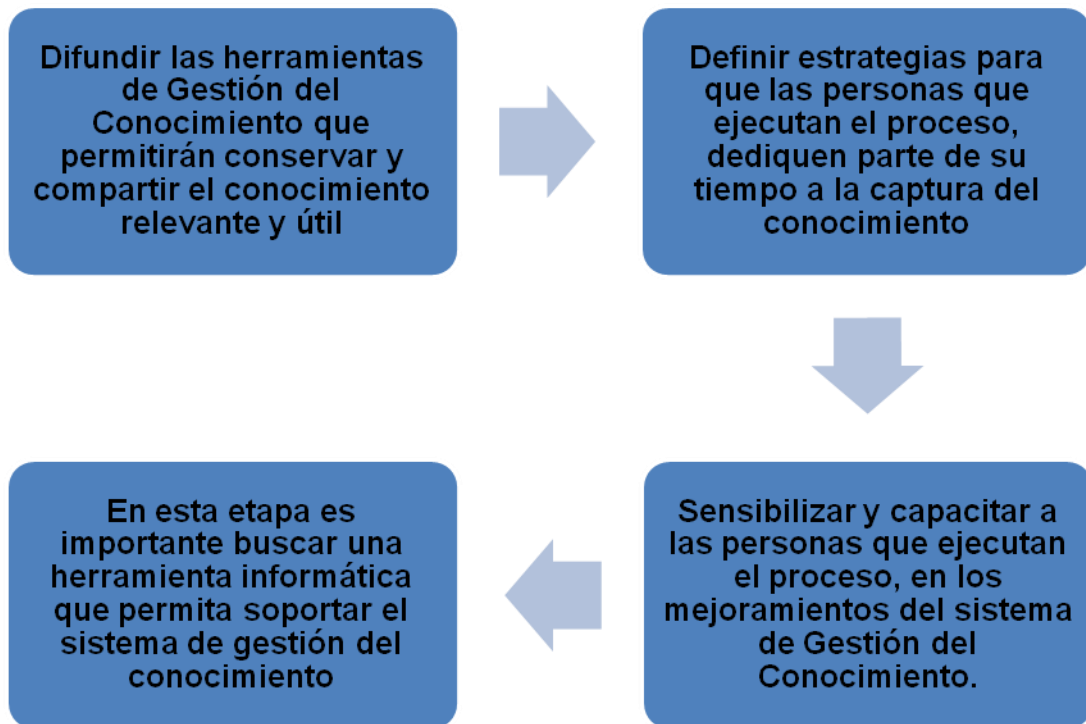 Difundir las herramientas
de Gestión del
Conocimiento que
permitirán conservar y
compartir el conocimiento
relevante y útil
Definir estrategias para
que las personas que
ejecutan el proceso,
dediquen parte de su
tiempo a la captura del
conocimiento
Sensibilizar y capacitar a
las personas que ejecutan
el proceso, en los
mejoramientos del sistema
de Gestión del
Conocimiento.
En esta etapa es
importante buscar una
herramienta informática
que permita soportar el
sistema de gestión del
conocimiento